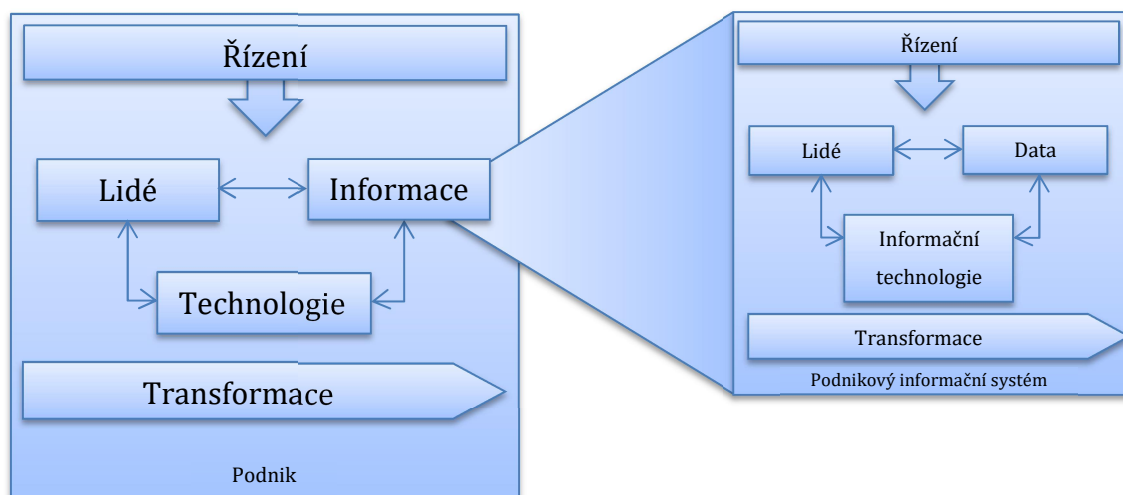 Řízení
Lidé
Informace
Technologie
Transformace
Podnik
Řízení
Lidé
Data
Informační
technologie
Transformace
Podnikový informační systém